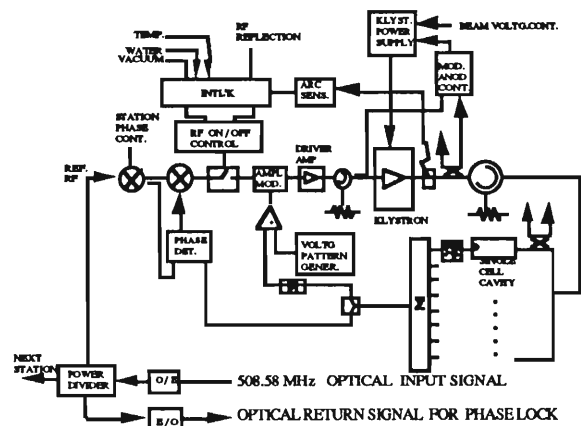 KLYST.
POWER
SUPPLY
BEAM VOLTG.CONT.
TEMP.
WATER
VACUUM
RF
REFLECTION
MOD.
ANOD
CONT.
INTL'K
ARC
SENS.
STATION
PHASE
CONT.
RF ON / OFF
CONTROL
DRIVER
AMP
REF.
RF
AMPL
MOD.
KLYSTRON
PHASE
DET.
VOLTG
PATTERN
GENER.
Σ
SINGLE
CELL
CAVITY
NEXT
STATION
POWER
DIVIDER
O / E
508.58 MHz OPTICAL INPUT SIGNAL
E / O
OPTICAL RETURN SIGNAL FOR PHASE LOCK